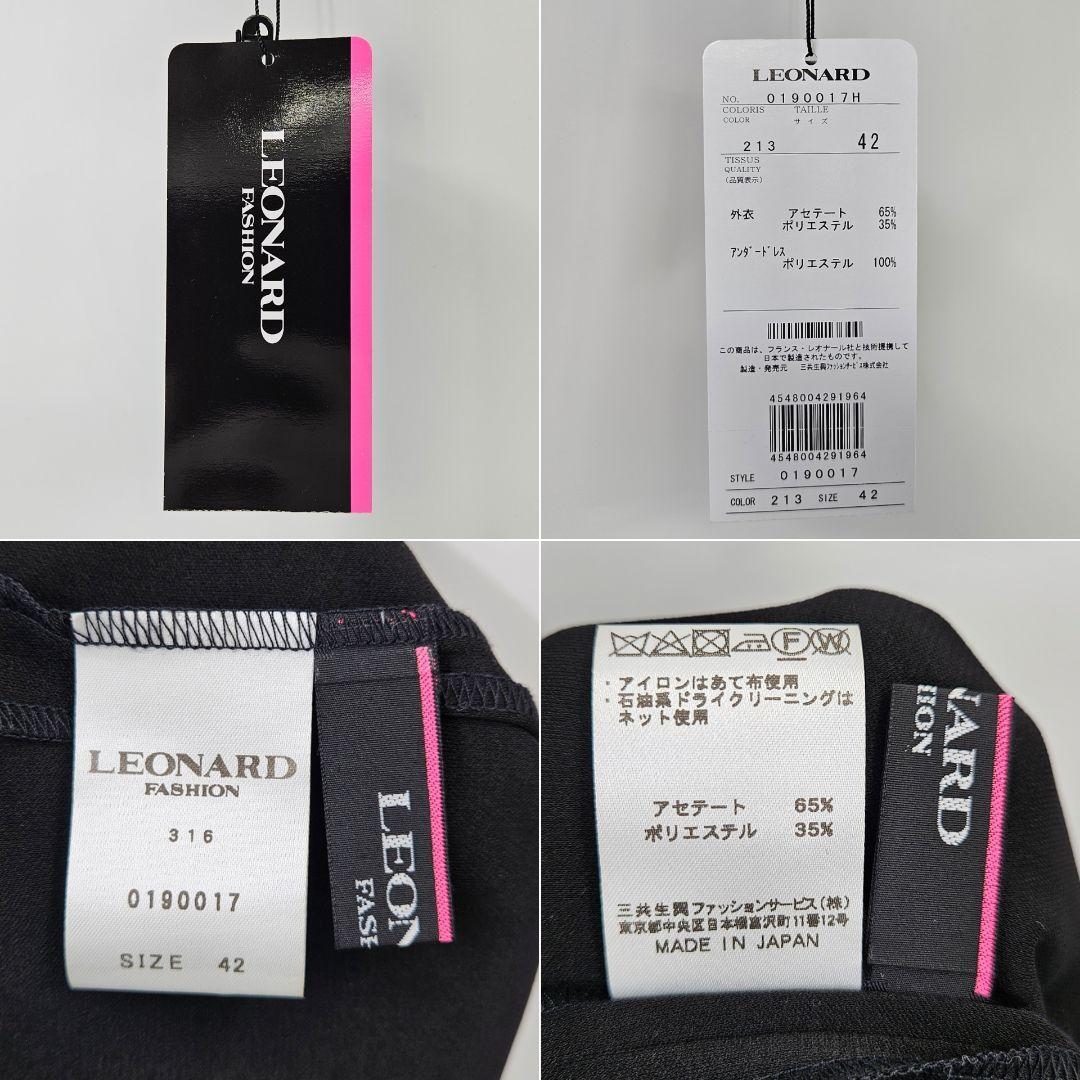 LEONARD
FASHION
LEONARD
NO. 0190017H
COLORIS TAILLE
COLOR サイズ
213 42
TISSUS
QUALITY
(品質表示)
外衣 アセテート 65%
ポリエステル 35%
アンダードレス
ポリエステル 100%
この商品は、フランス・レオナール社と技術提携して
日本で製造されたものです。
製造・発売元 三共生興ファッションサービス株式会社
4548004291964
4548004291964
STYLE 0190017
COLOR 213 SIZE 42
LEONARD
FASHION
316
0190017
SIZE 42
LEON
FASH
F W
・アイロンはあて布使用
・石油系ドライクリーニングは
ネット使用
アセテート 65%
ポリエステル 35%
三共生興ファッションサービス(株)
東京都中央区日本橋富沢町11番12号
MADE IN JAPAN
NARD
HION